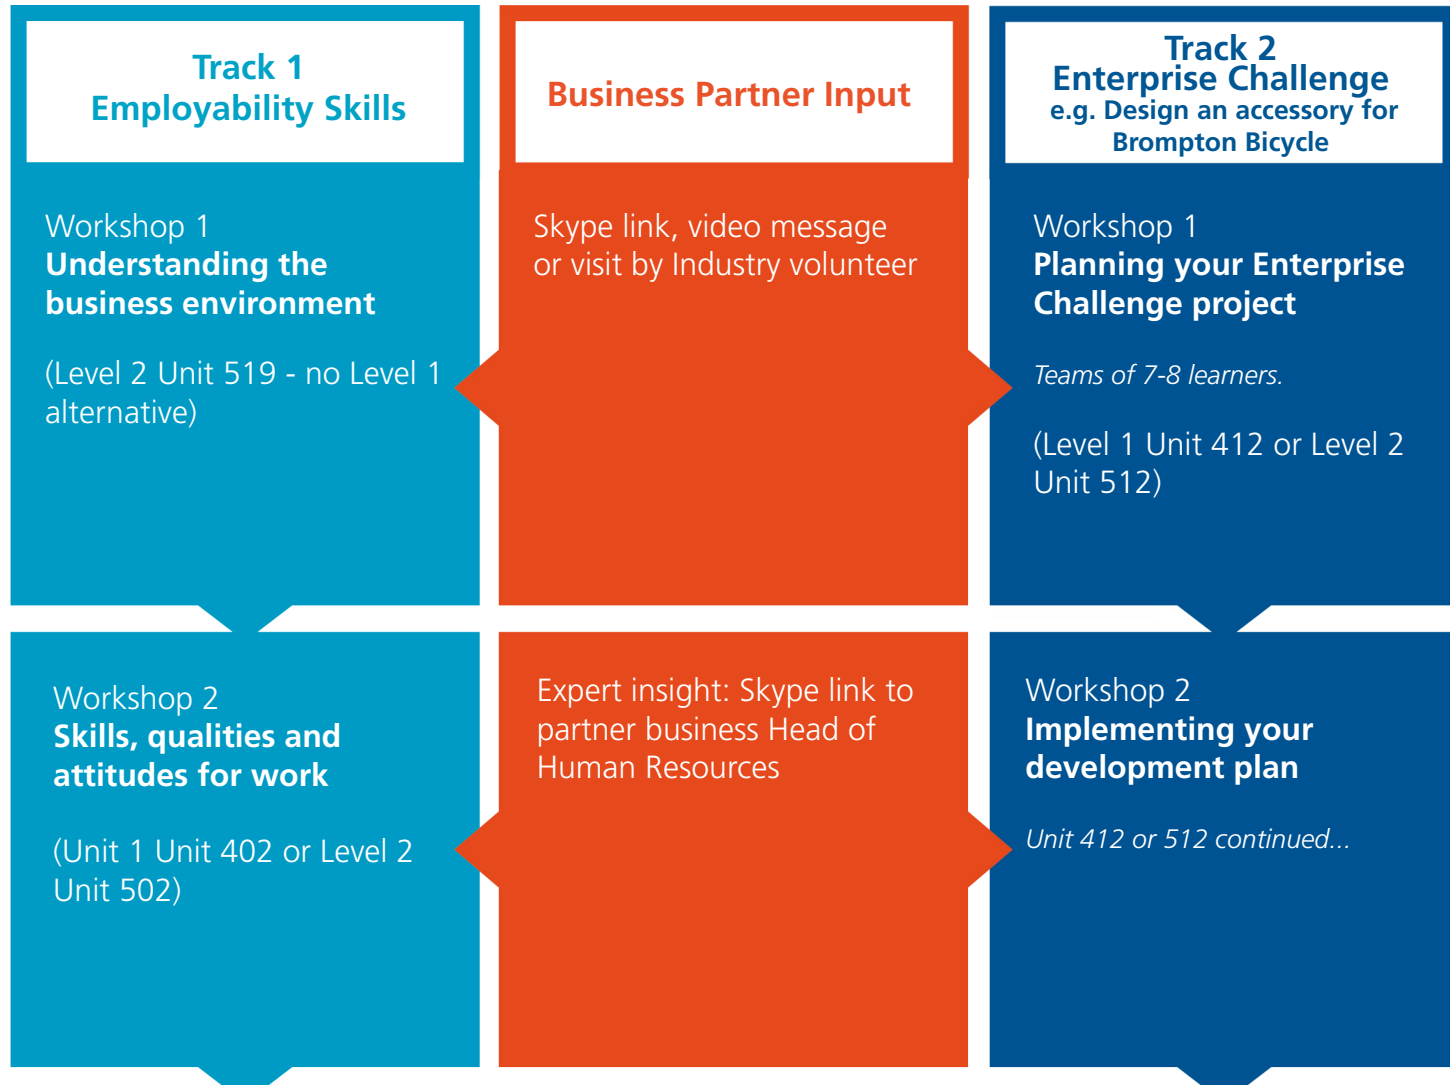 Track 1
Employability Skills
Business Partner Input
Track 2
Enterprise Challenge
e.g. Design an accessory for
Brompton Bicycle
Workshop 1
Understanding the
business environment
(Level 2 Unit 519 - no Level 1
alternative)
Skype link, video message
or visit by Industry volunteer
Workshop 1
Planning your Enterprise
Challenge project
Teams of 7-8 learners.
(Level 1 Unit 412 or Level 2
Unit 512)
Workshop 2
Skills, qualities and
attitudes for work
(Unit 1 Unit 402 or Level 2
Unit 502)
Expert insight: Skype link to
partner business Head of
Human Resources
Workshop 2
Implementing your
development plan
Unit 412 or 512 continued...